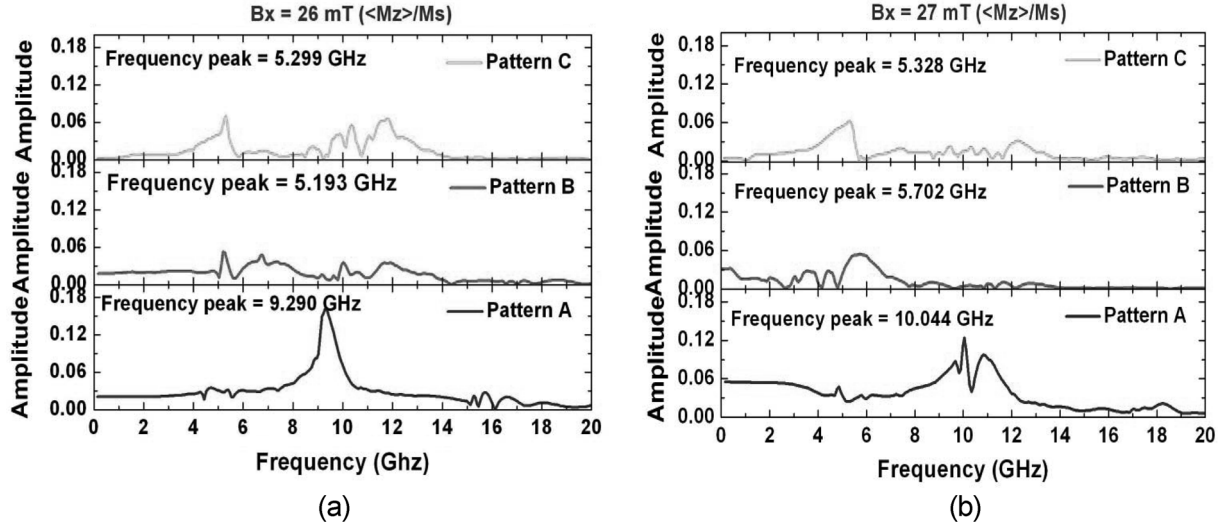 Bx = 26 mT (<Mz>/Ms)
Amplitude
0.18
0.12
0.06
0.00
Frequency peak = 5.299 GHz
Pattern C
Amplitude
0.18
0.12
0.06
0.00
Frequency peak = 5.193 GHz
Pattern B
Amplitude
0.18
0.12
0.06
0.00
Frequency peak = 9.290 GHz
Pattern A
0 2 4 6 8 10 12 14 16 18 20
Frequency (Ghz)
(a)
Bx = 27 mT (<Mz>/Ms)
Amplitude
0.18
0.12
0.06
0.00
Frequency peak = 5.328 GHz
Pattern C
Amplitude
0.18
0.12
0.06
0.00
Frequency peak = 5.702 GHz
Pattern B
Amplitude
0.18
0.12
0.06
0.00
Frequency peak = 10.044 GHz
Pattern A
0 2 4 6 8 10 12 14 16 18 20
Frequency (GHz)
(b)